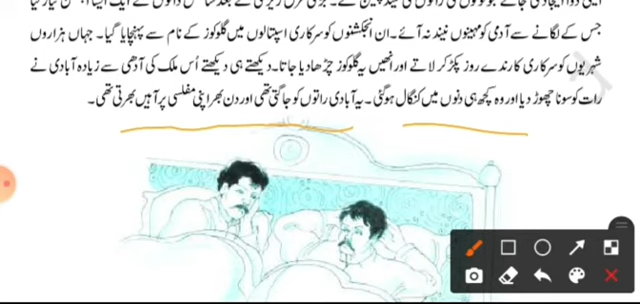 جس کے لگانے سے آدمی کو مہینوں نیند نہ آئے۔ ان انجکشنوں کو سرکاری اسپتالوں میں گلوکوز کے نام سے پہنچایا گیا۔ جہاں ہزاروں
شہریوں کو سرکاری کارندے روز پکڑ کر لاتے اور انھیں یہ گلوکوز چڑھا دیا جاتا۔ دیکھتے ہی دیکھتے اُس ملک کی آدھی سے زیادہ آبادی نے
رات کو سونا چھوڑ دیا اور وہ کچھ ہی دنوں میں کنگال ہو گئی۔ یہ آبادی راتوں کو جاگتی تھی اور دن بھر اپنی مفلسی پر آہیں بھرتی تھی۔